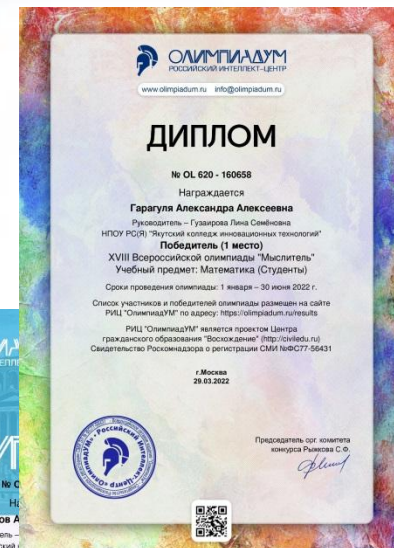 ОЛИМПИАДУМ
РОССИЙСКИЙ ИНТЕЛЛЕКТ-ЦЕНТР
www.olimpiadum.ru info@olimpiadum.ru
ДИПЛОМ
№ OL 620 - 160658
Награждается
Гарагуля Александра Алексеевна
Руководитель – Гузаирова Лина Семёновна
НПОУ РС(Я) "Якутский колледж инновационных технологий"
Победитель (1 место)
XVIII Всероссийской олимпиады "Мыслитель"
Учебный предмет: Математика (Студенты)
Сроки проведения олимпиады: 1 января – 30 июня 2022 г.
Список участников и победителей олимпиады размещен на сайте
РИЦ "ОлимпиадУМ" по адресу: https://olimpiadum.ru/results
РИЦ "ОлимпиадУМ" является проектом Центра
гражданского образования "Восхождение" (http://civiledu.ru)
Свидетельство Роскомнадзора о регистрации СМИ №ФС77-56431
г.Москва
29.03.2022
Председатель орг. комитета
конкурса Рыжкова С.Ф.